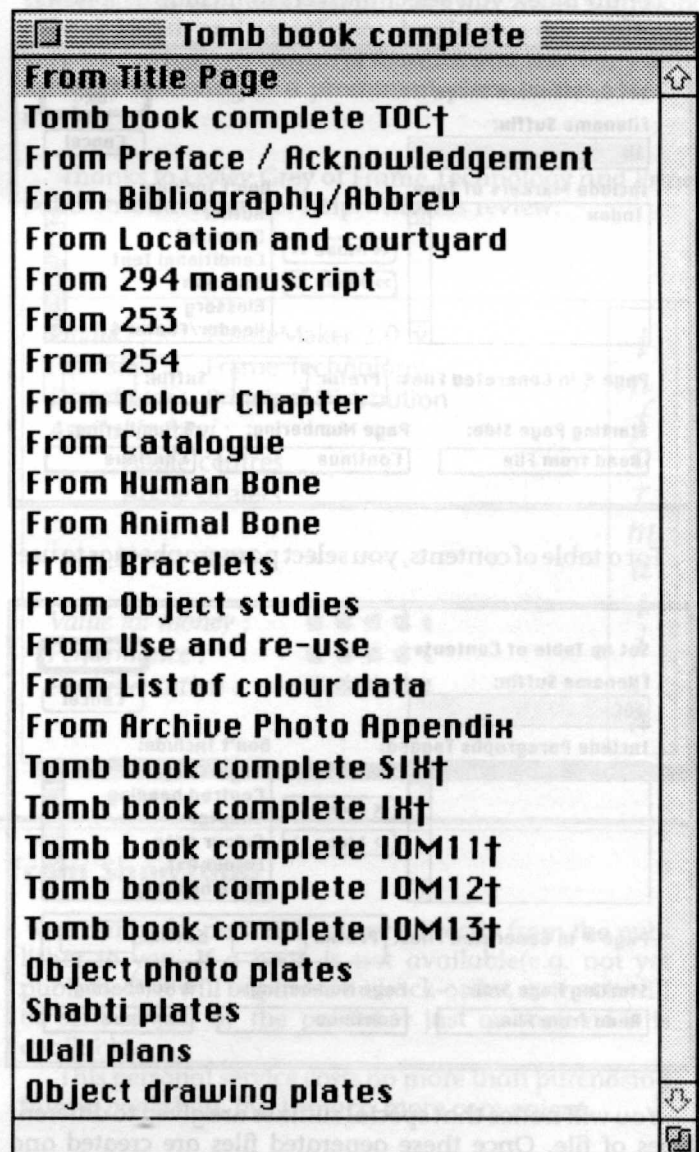 Tomb book complete
From Title Page
Tomb book complete TOC†
From Preface / Acknowledgement
From Bibliography/Abbrev
From Location and courtyard
From 294 manuscript
From 253
From 254
From Colour Chapter
From Catalogue
From Human Bone
From Animal Bone
From Bracelets
From Object studies
From Use and re-use
From List of colour data
From Archive Photo Appendix
Tomb book complete SIX†
Tomb book complete IX†
Tomb book complete IOM11†
Tomb book complete IOM12†
Tomb book complete IOM13†
Object photo plates
Shabti plates
Wall plans
Object drawing plates